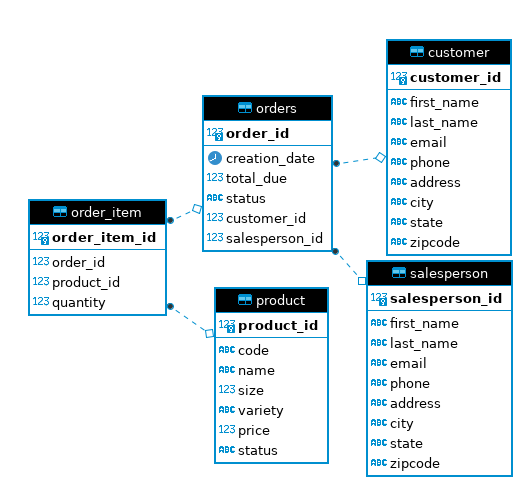 customer
123 customer_id
ABC first_name
ABC last_name
ABC email
ABC phone
ABC address
ABC city
ABC state
ABC zipcode
orders
123 order_id
creation_date
123 total_due
ABC status
123 customer_id
123 salesperson_id
order_item
123 order_item_id
123 order_id
123 product_id
123 quantity
salesperson
123 salesperson_id
ABC first_name
ABC last_name
ABC email
ABC phone
ABC address
ABC city
ABC state
ABC zipcode
product
123 product_id
ABC code
ABC name
123 size
ABC variety
123 price
ABC status